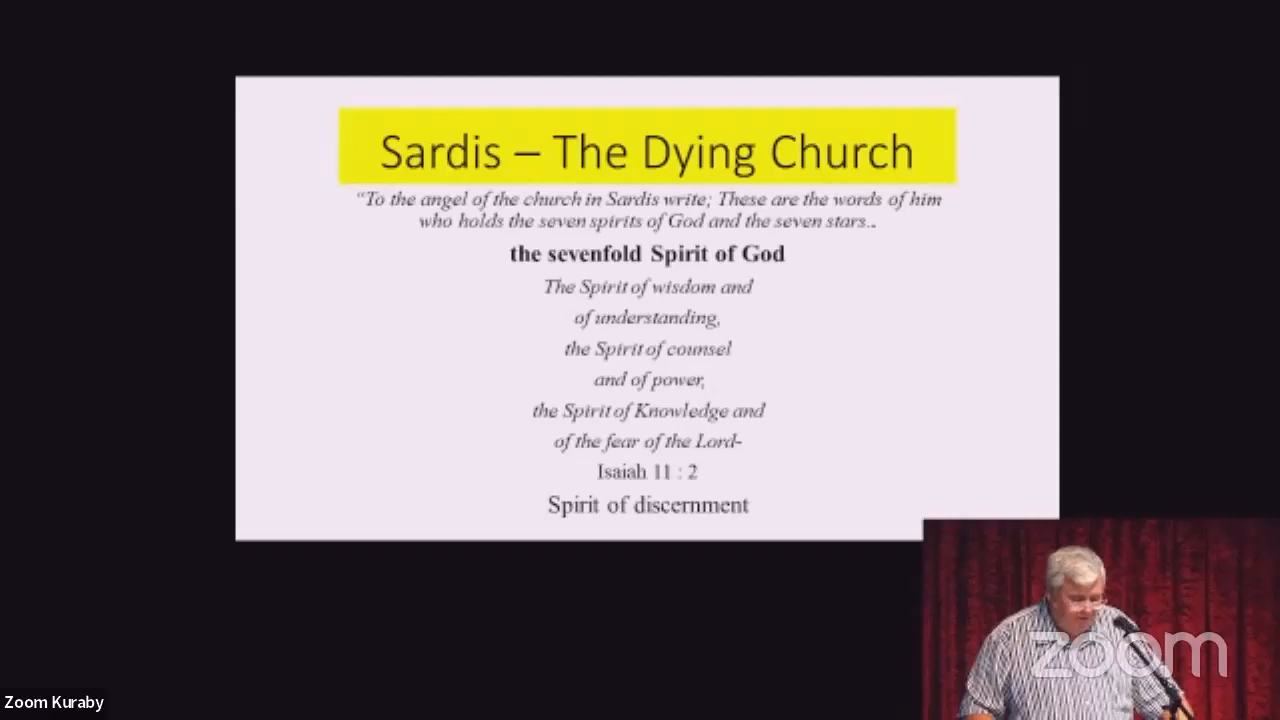 Sardis – The Dying Church
“To the angel of the church in Sardis write; These are the words of him
who holds the seven spirits of God and the seven stars..
the sevenfold Spirit of God
The Spirit of wisdom and
of understanding,
the Spirit of counsel
and of power,
the Spirit of Knowledge and
of the fear of the Lord-
Isaiah 11 : 2
Spirit of discernment
zoom
Zoom Kuraby